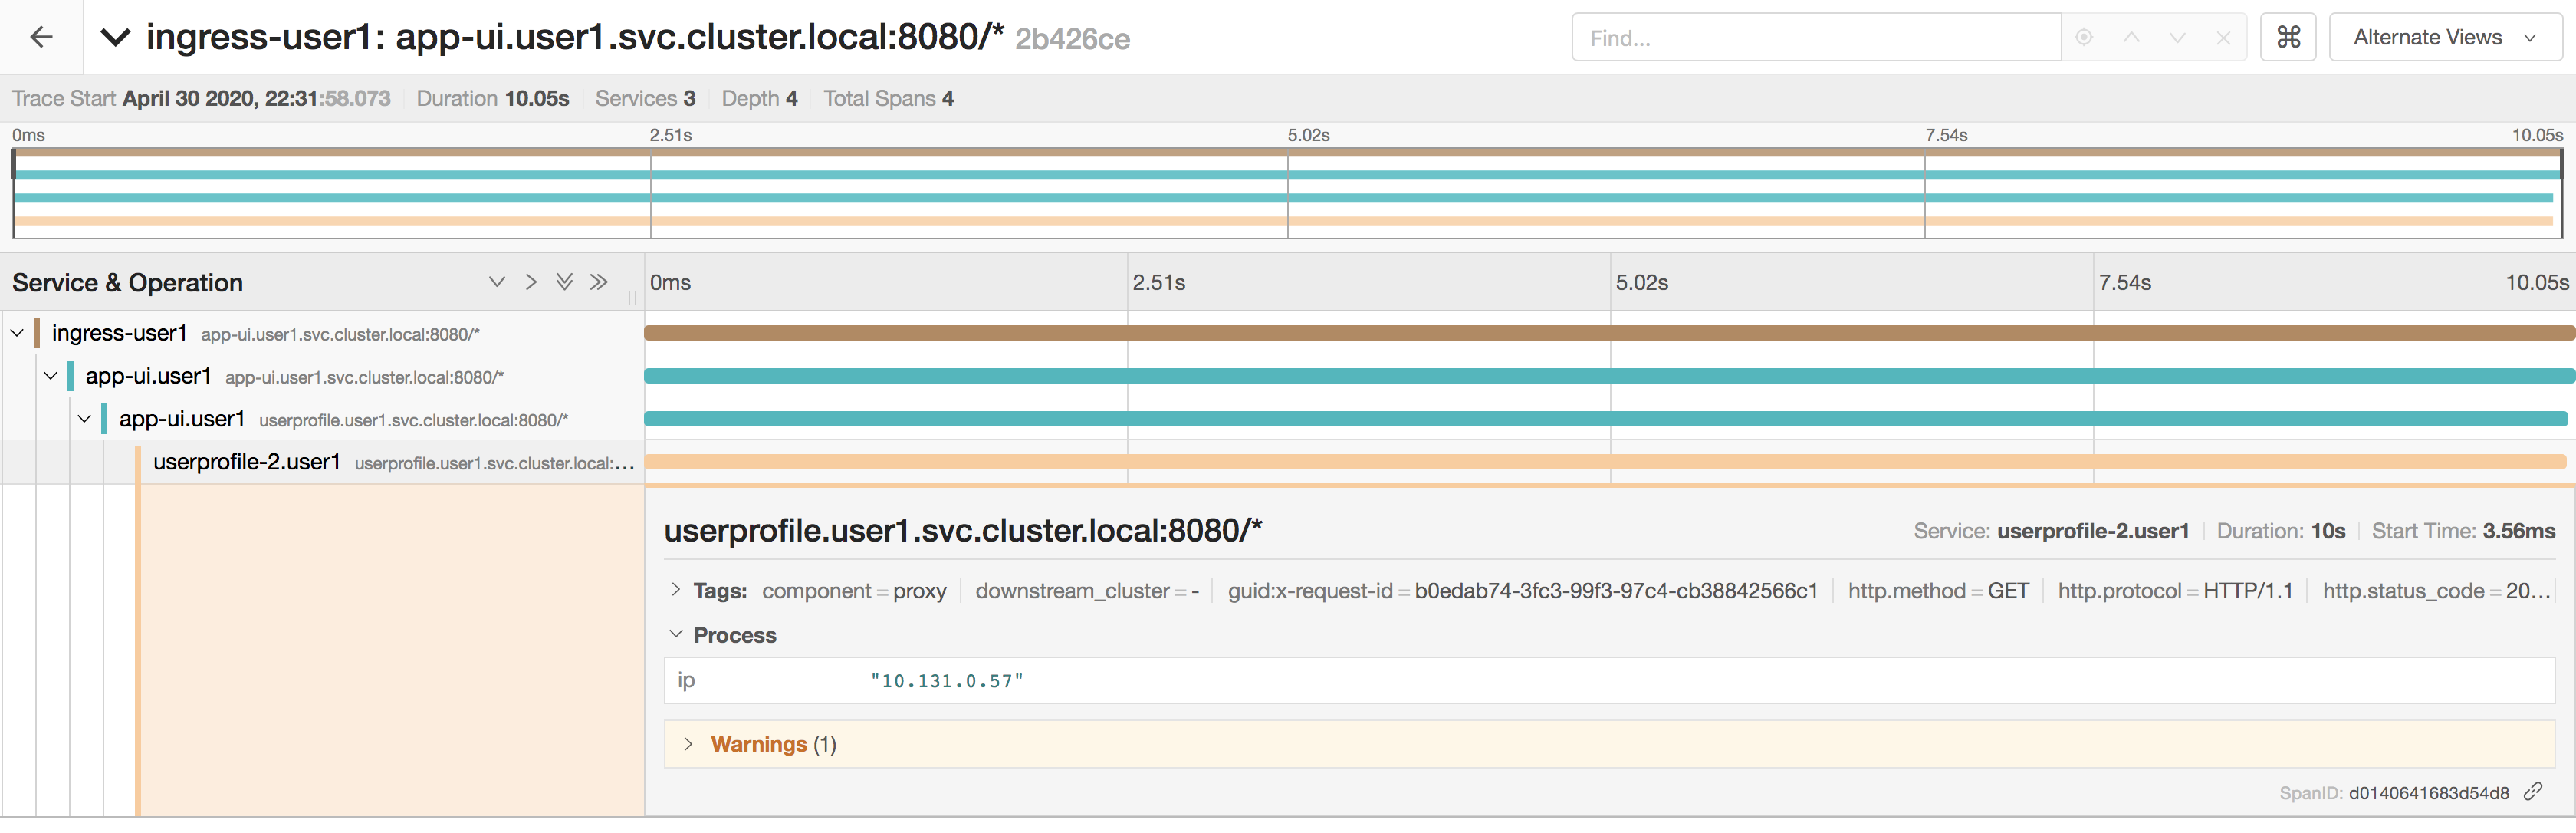 ingress-user1: app-ui.user1.svc.cluster.local:8080/* 2b426ce
Find...
⌘
Alternate Views
Trace Start April 30 2020, 22:31:58.073 Duration 10.05s Services 3 Depth 4 Total Spans 4
0ms 2.51s 5.02s 7.54s 10.05s
Service & Operation
0ms 2.51s 5.02s 7.54s 10.05s
ingress-user1 app-ui.user1.svc.cluster.local:8080/*
app-ui.user1 app-ui.user1.svc.cluster.local:8080/*
app-ui.user1 userprofile.user1.svc.cluster.local:8080/*
userprofile-2.user1 userprofile.user1.svc.cluster.local:...
userprofile.user1.svc.cluster.local:8080/*
Service: userprofile-2.user1 Duration: 10s Start Time: 3.56ms
Tags: component = proxy downstream_cluster = - guid:x-request-id = b0edab74-3fc3-99f3-97c4-cb38842566c1 http.method = GET http.protocol = HTTP/1.1 http.status_code = 20...
Process
ip "10.131.0.57"
Warnings (1)
SpanID: d0140641683d54d8